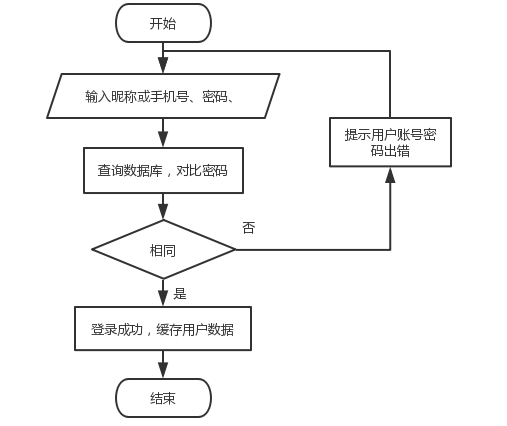 开始
输入昵称或手机号、密码、
提示用户账号密
码出错
查询数据库，对比密码
否
相同
是
登录成功，缓存用户数据
结束